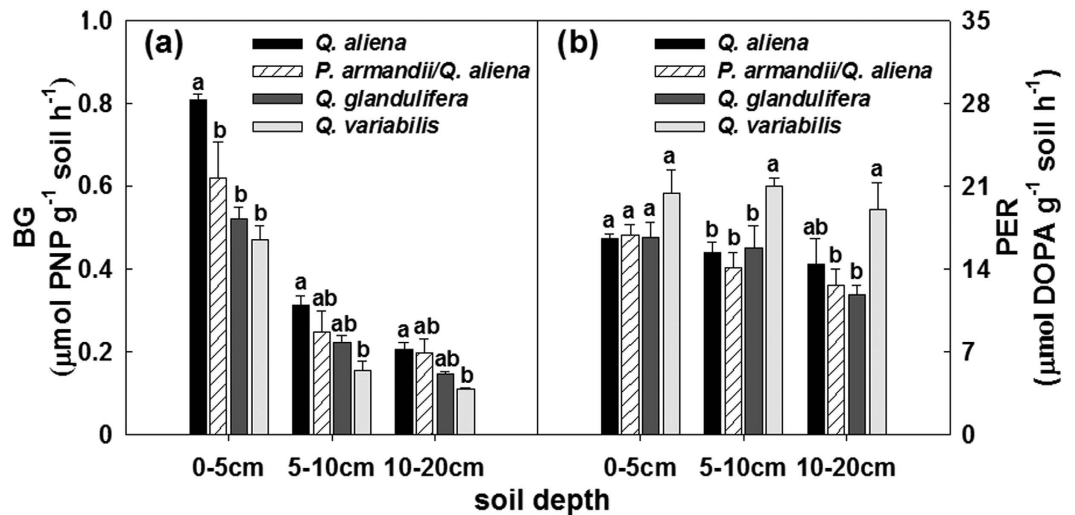 1.0
0.8
0.6
0.4
0.2
0
BG
(μmol PNP g⁻¹ soil h⁻¹)
(a)
Q. aliena
P. armandii/Q. aliena
Q. glandulifera
Q. variabilis
a
b
b
b
a
ab
ab
b
a
ab
ab
b
0-5cm
5-10cm
10-20cm
(b)
Q. aliena
P. armandii/Q. aliena
Q. glandulifera
Q. variabilis
a
a
a
a
b
b
b
a
ab
b
b
a
0-5cm
5-10cm
10-20cm
35
28
21
14
7
0
PER
(μmol DOPA g⁻¹ soil h⁻¹)
soil depth